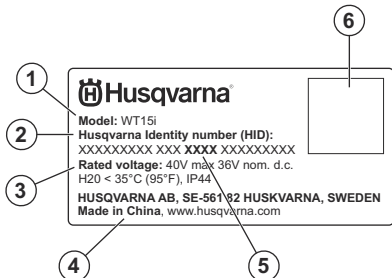 6
1
Husqvarna®
Model: WT15i
2
Husqvarna Identity number (HID):
XXXXXXXXX XXX XXXX XXXXXXXXX
3
Rated voltage: 40V max 36V nom. d.c.
H20 < 35°C (95°F), IP44
HUSQVARNA AB, SE-561 82 HUSKVARNA, SWEDEN
Made in China, www.husqvarna.com
4
5